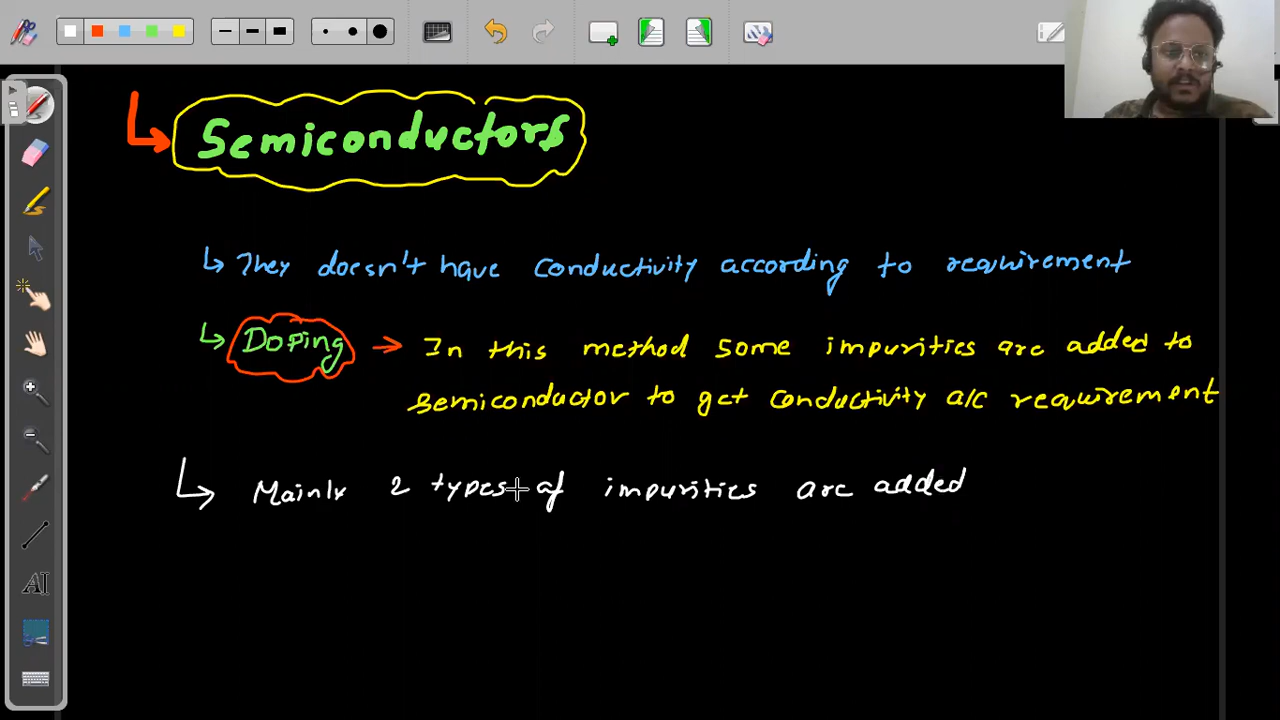 Semiconductors
They doesn't have conductivity according to requirement
Doping → In this method some impurities are added to
semiconductor to get conductivity a/c requirement
Mainly 2 types of impurities are added